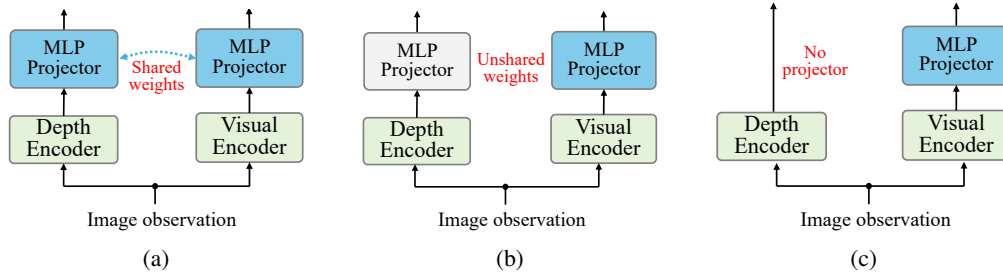 MLP
Projector
Shared
weights
MLP
Projector
Depth
Encoder
Visual
Encoder
Image observation
(a)
MLP
Projector
Unshared
weights
MLP
Projector
Depth
Encoder
Visual
Encoder
Image observation
(b)
No
projector
MLP
Projector
Depth
Encoder
Visual
Encoder
Image observation
(c)